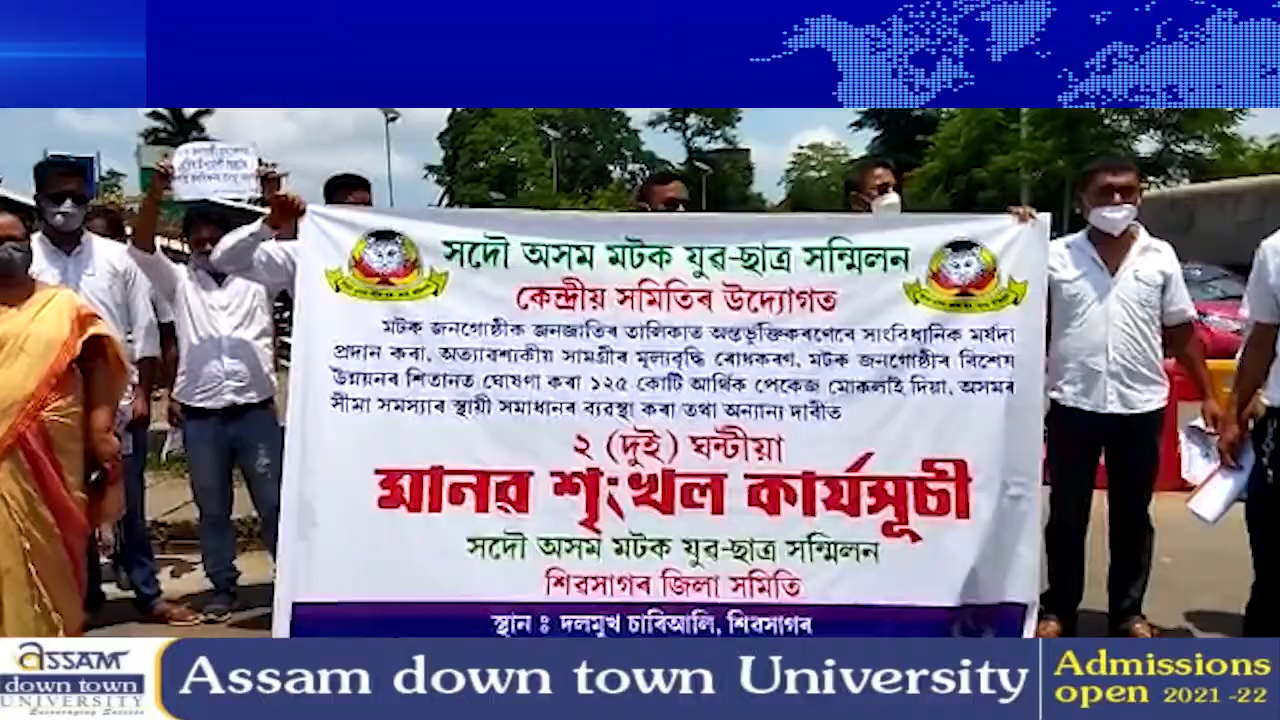 সদৌ অসম মটক যুৱ-ছাত্ৰ সন্মিলন
কেন্দ্ৰীয় সমিতিৰ উদ্যোগত
মটক জনগোষ্ঠীক জনজাতিৰ তালিকাত অন্তৰ্ভূক্তিকৰণেৰে সাংবিধানিক মৰ্যদা
প্ৰদান কৰা, অত্যাৱশ্যকীয় সামগ্ৰীৰ মূল্যবৃদ্ধি ৰোধকৰণ, মটক জনগোষ্ঠীৰ বিশেষ
উন্নয়নৰ শিতানত ঘোষণা কৰা ১২৫ কোটি আৰ্থিক পেকেজ মোকলাই দিয়া, অসমৰ
সীমা সমস্যাৰ স্থায়ী সমাধানৰ ব্যৱস্থা কৰা তথা অন্যান্য দাবীত
২ (দুই) ঘন্টীয়া
মানৱ শৃংখল কাৰ্যসূচী
সদৌ অসম মটক যুৱ-ছাত্ৰ সন্মিলন
শিৱসাগৰ জিলা সমিতি
স্থান ঃ দলমুখ চাৰিআলি, শিৱসাগৰ
ASSAM
down town
UNIVERSITY
Encouraging Success
Assam down town University
Admissions
open 2021 -22